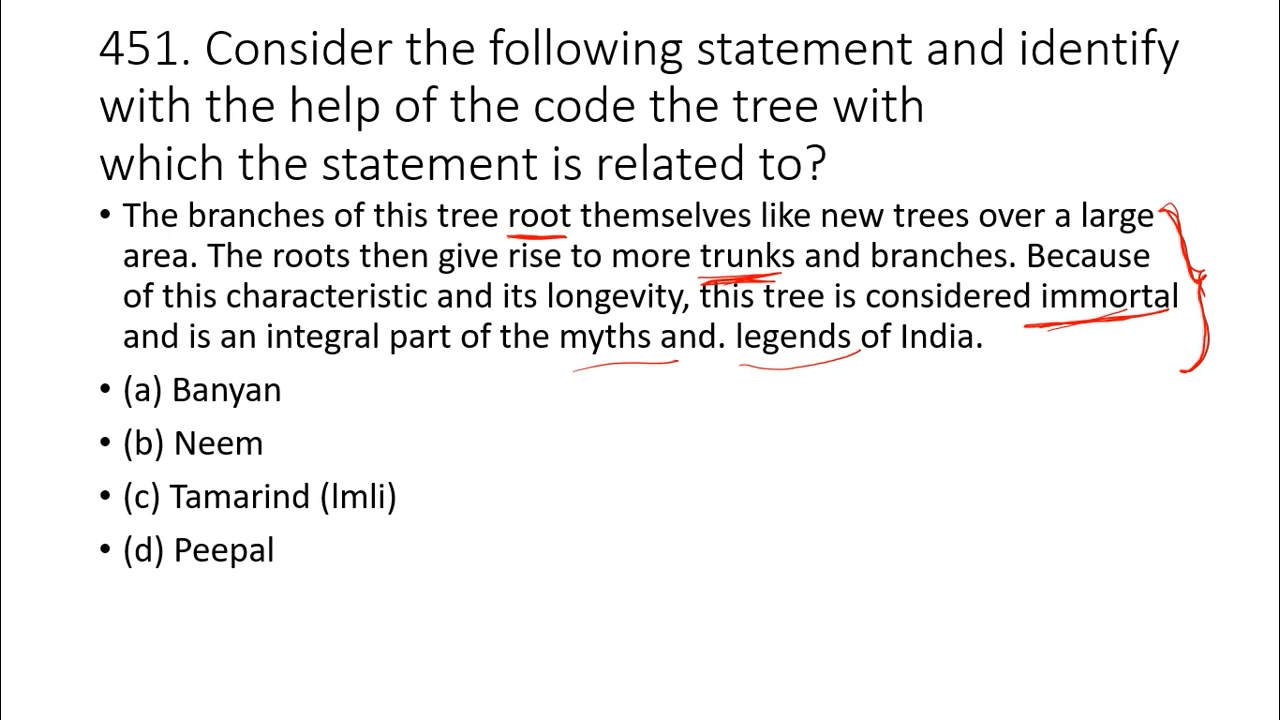 451. Consider the following statement and identify
with the help of the code the tree with
which the statement is related to?
• The branches of this tree root themselves like new trees over a large
area. The roots then give rise to more trunks and branches. Because
of this characteristic and its longevity, this tree is considered immortal
and is an integral part of the myths and. legends of India.
• (a) Banyan
• (b) Neem
• (c) Tamarind (lmli)
• (d) Peepal